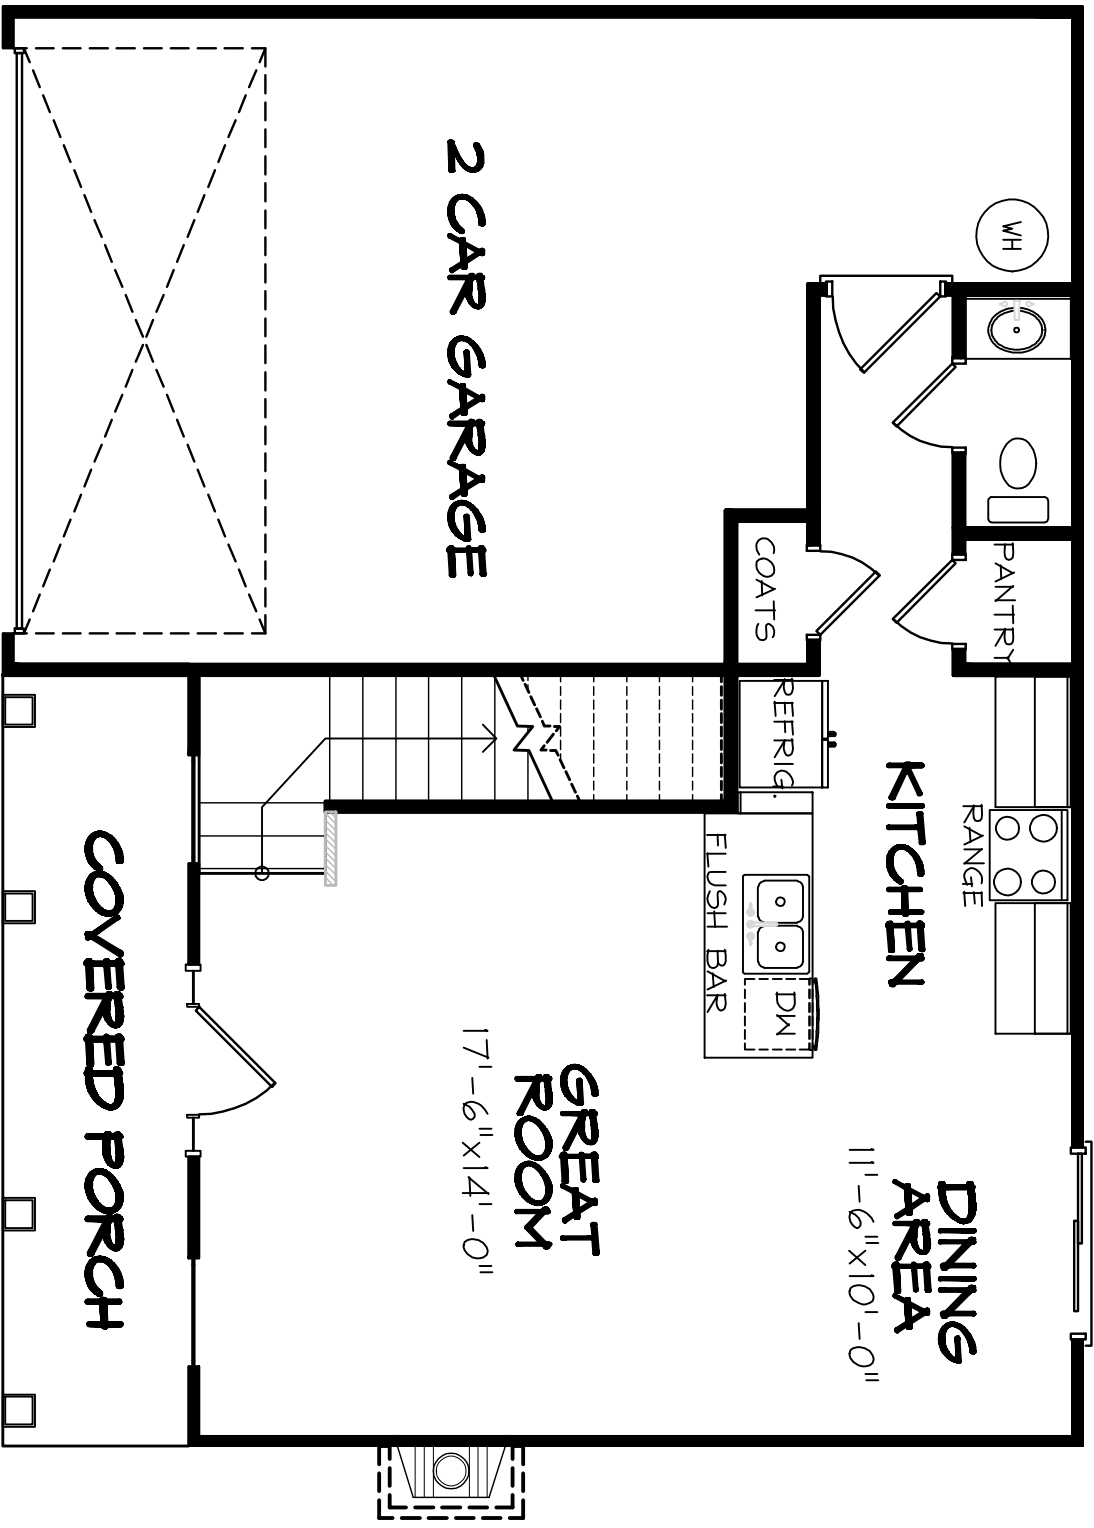 WH
PANTRY
COATS
2 CAR GARAGE
REFRIG.
KITCHEN
RANGE
FLUSH BAR
DW
DINING
AREA
11'-6"x10'-0"
GREAT
ROOM
17'-6"x14'-0"
COVERED PORCH